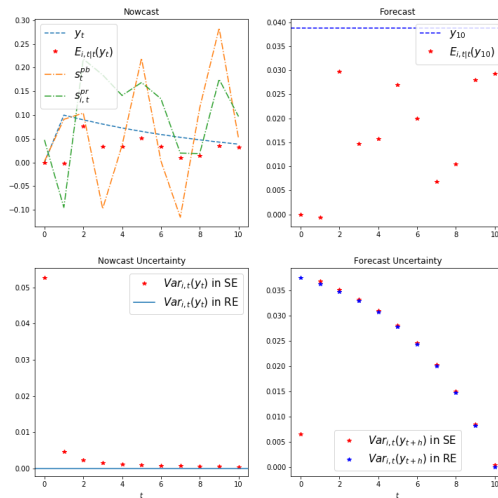 Nowcast
0.30
0.25
0.20
0.15
0.10
0.05
0.00
−0.05
−0.10
0 2 4 6 8 10
y_t
E_{i,t|t}(y_t)
s_t^{pb}
s_{i,t}^{pr}
Forecast
0.040
0.035
0.030
0.025
0.020
0.015
0.010
0.005
0.000
0 2 4 6 8 10
y_{10}
E_{i,t|t}(y_{10})
Nowcast Uncertainty
0.05
0.04
0.03
0.02
0.01
0.00
0 2 4 6 8 10
t
Var_{i,t}(y_t) in SE
Var_{i,t}(y_t) in RE
Forecast Uncertainty
0.035
0.030
0.025
0.020
0.015
0.010
0.005
0.000
0 2 4 6 8 10
t
Var_{i,t}(y_{t+h}) in SE
Var_{i,t}(y_{t+h}) in RE